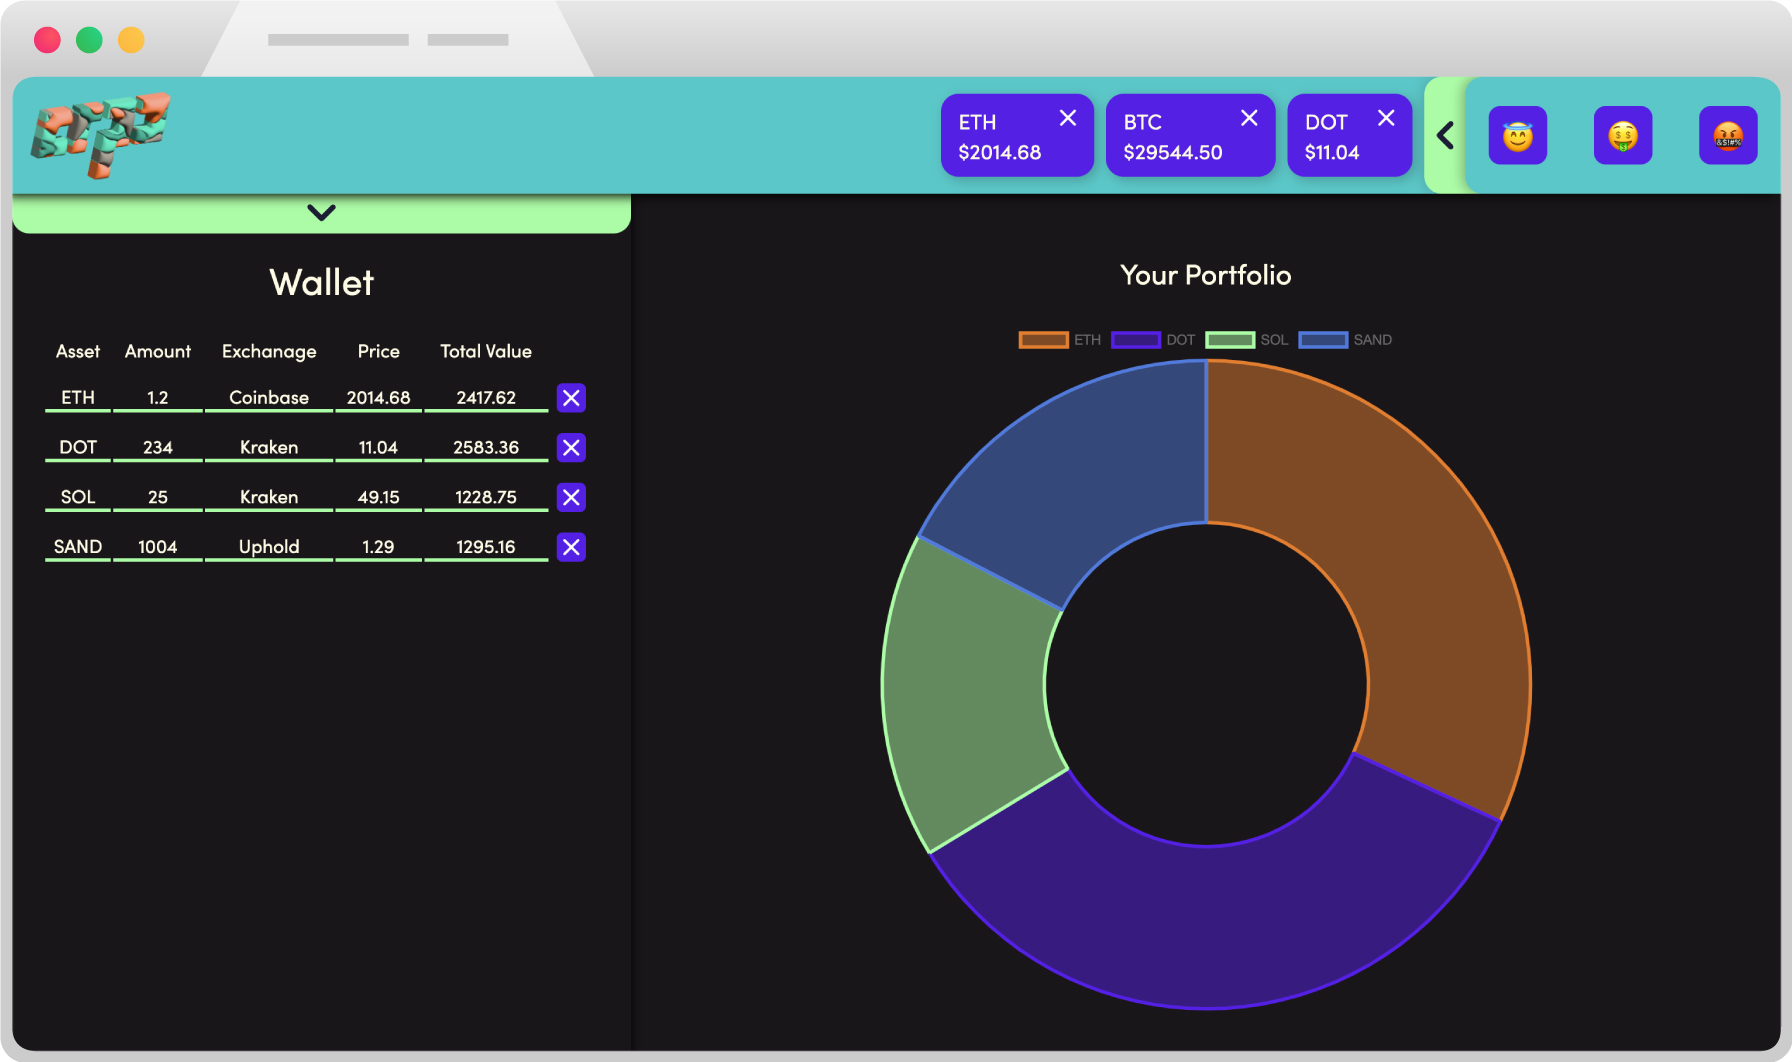 ETH
$2014.68
BTC
$29544.50
DOT
$11.04
Wallet
Asset Amount Exchanage Price Total Value
ETH 1.2 Coinbase 2014.68 2417.62
DOT 234 Kraken 11.04 2583.36
SOL 25 Kraken 49.15 1228.75
SAND 1004 Uphold 1.29 1295.16
Your Portfolio
ETH DOT SOL SAND